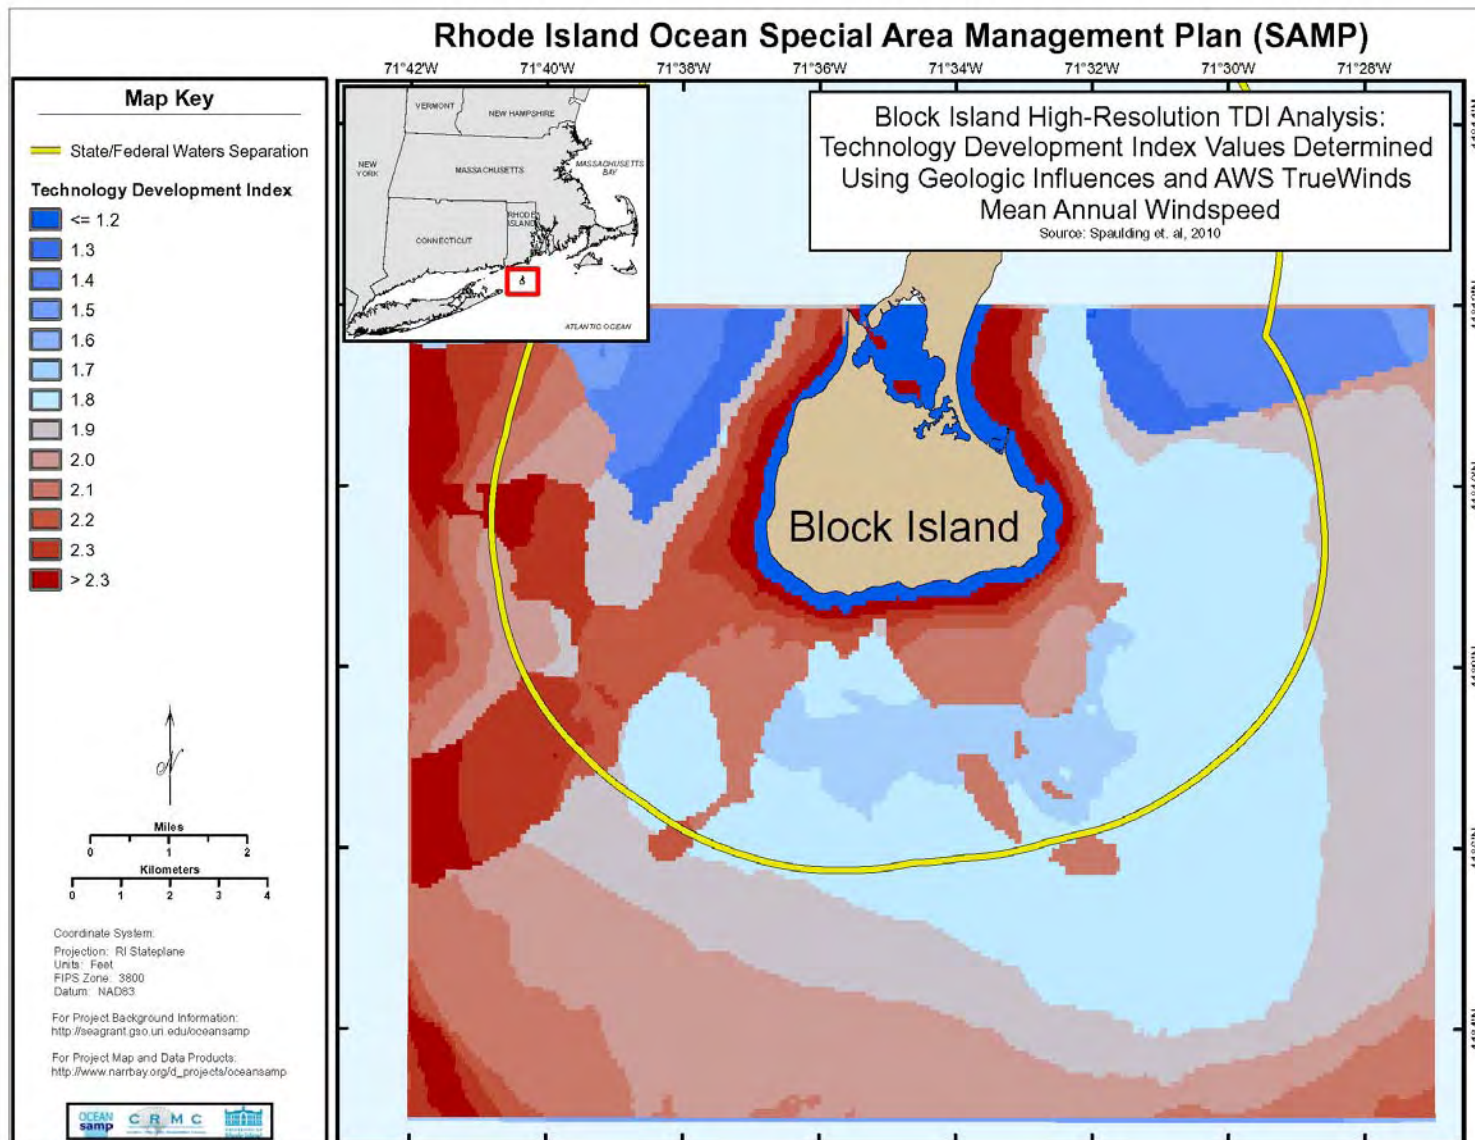 Rhode Island Ocean Special Area Management Plan (SAMP)
71°42'W 71°40'W 71°38'W 71°36'W 71°34'W 71°32'W 71°30'W 71°28'W
Map Key
State/Federal Waters Separation
Technology Development Index
<= 1.2
1.3
1.4
1.5
1.6
1.7
1.8
1.9
2.0
2.1
2.2
2.3
> 2.3
N
Miles
0 1 2
Kilometers
0 1 2 3 4
Coordinate System:
Projection: RI Stateplane
Units: Feet
FIPS Zone: 3800
Datum: NAD83
For Project Background Information:
http://seagrant.gso.uri.edu/oceansamp
For Project Map and Data Products:
http://www.narrbay.org/d_projects/oceansamp
OCEAN
samp
CRMC
VERMONT
NEW HAMPSHIRE
NEW
YORK
MASSACHUSETTS
MASSACHUSETTS
BAY
RHODE
ISLAND
CONNECTICUT
ATLANTIC OCEAN
Block Island High-Resolution TDI Analysis:
Technology Development Index Values Determined
Using Geologic Influences and AWS TrueWinds
Mean Annual Windspeed
Source: Spaulding et. al, 2010
Block Island